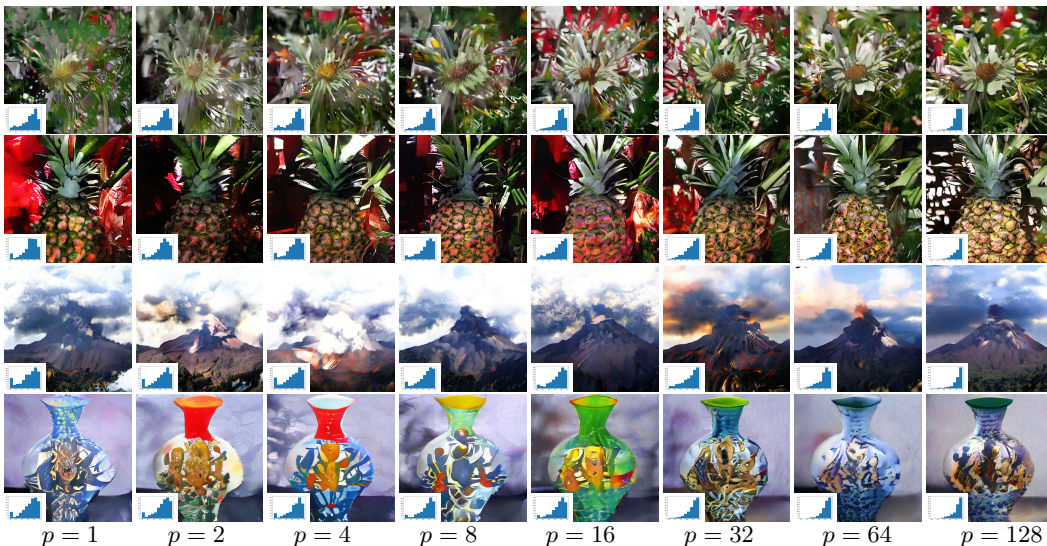 p = 1 p = 2 p = 4 p = 8 p = 16 p = 32 p = 64 p = 128